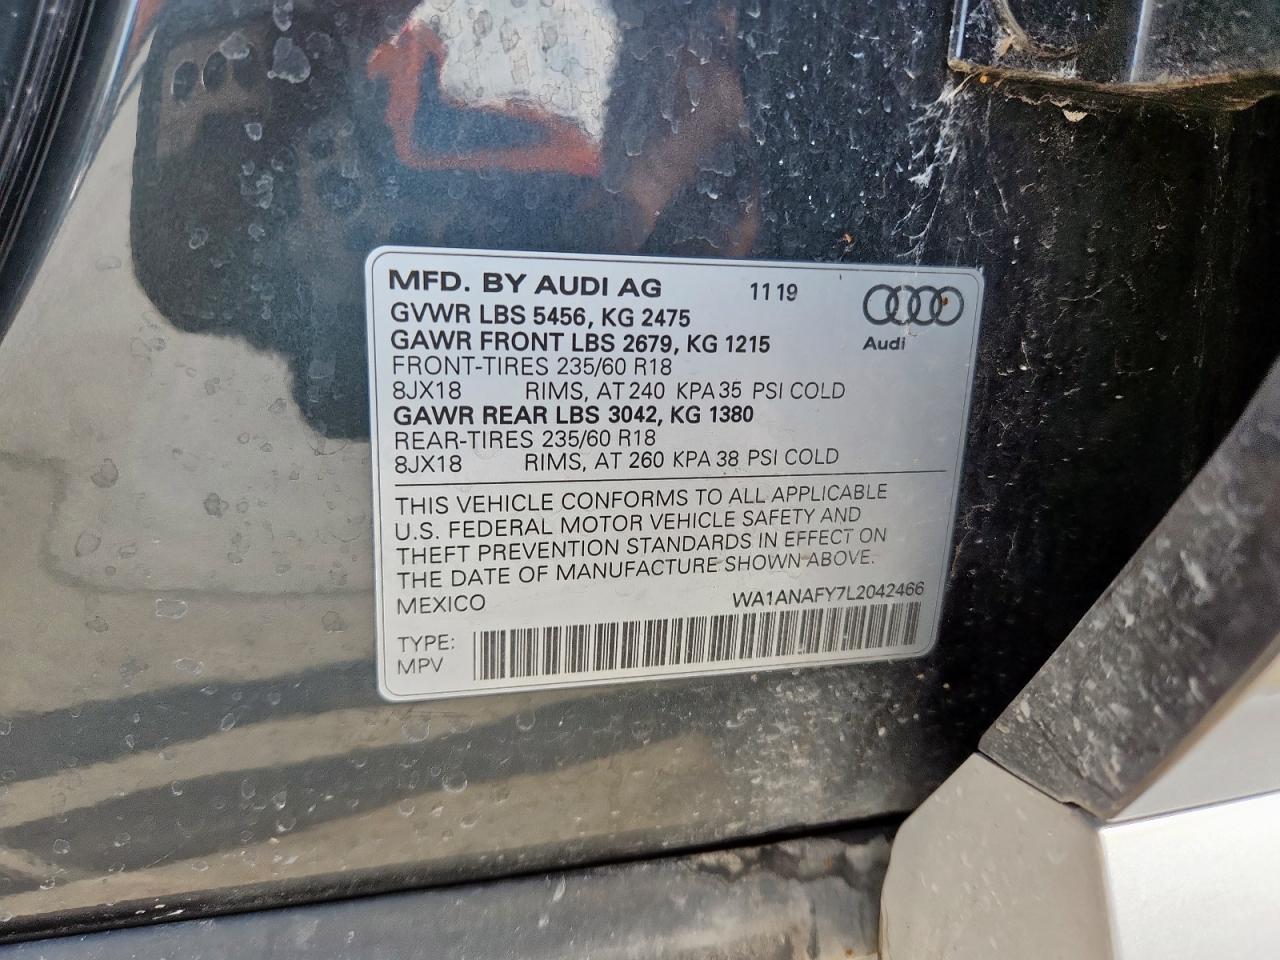 MFD. BY AUDI AG 11 19
GVWR LBS 5456, KG 2475
GAWR FRONT LBS 2679, KG 1215
Audi
FRONT-TIRES 235/60 R18
8JX18 RIMS, AT 240 KPA 35 PSI COLD
GAWR REAR LBS 3042, KG 1380
REAR-TIRES 235/60 R18
8JX18 RIMS, AT 260 KPA 38 PSI COLD
THIS VEHICLE CONFORMS TO ALL APPLICABLE
U.S. FEDERAL MOTOR VEHICLE SAFETY AND
THEFT PREVENTION STANDARDS IN EFFECT ON
THE DATE OF MANUFACTURE SHOWN ABOVE.
MEXICO WA1ANAFY7L2042466
TYPE:
MPV